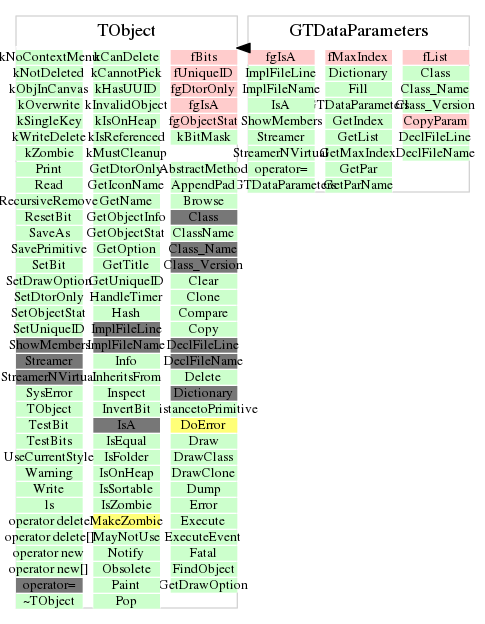 TObject
GTDataParameters
kNoContextMenu kCanDelete fBits
kNotDeleted kCannotPick fUniqueID
kObjInCanvas kHasUUID fgDtorOnly
kOverwrite kInvalidObject fgIsA
kSingleKey kIsOnHeap fgObjectStat
kWriteDelete kIsReferenced kBitMask
kZombie kMustCleanup
Print GetDtorOnly AbstractMethod
Read GetIconName AppendPad
RecursiveRemove GetName Browse
ResetBit GetObjectInfo Class
SaveAs GetObjectStat ClassName
SavePrimitive GetOption Class_Name
SetBit GetTitle Class_Version
SetDrawOption GetUniqueID Clear
SetDtorOnly HandleTimer Clone
SetObjectStat Hash Compare
SetUniqueID ImplFileLine Copy
ShowMembers ImplFileName DeclFileLine
Streamer Info DeclFileName
StreamerNVirtual InheritsFrom Delete
SysError Inspect Dictionary
TObject InvertBit istancetoPrimitive
TestBit IsA DoError
TestBits IsEqual Draw
UseCurrentStyle IsFolder DrawClass
Warning IsOnHeap DrawClone
Write IsSortable Dump
ls IsZombie Error
operator delete MakeZombie Execute
operator delete[] MayNotUse ExecuteEvent
operator new Notify Fatal
operator new[] Obsolete FindObject
operator= Paint GetDrawOption
~TObject Pop
fgIsA fMaxIndex fList
ImplFileLine Dictionary Class
ImplFileName Fill Class_Name
IsA GTDataParameters Class_Version
ShowMembers GetIndex CopyParam
Streamer GetList DeclFileLine
StreamerNVirtual GetMaxIndex DeclFileName
operator= GetPar
~GTDataParameters GetParName